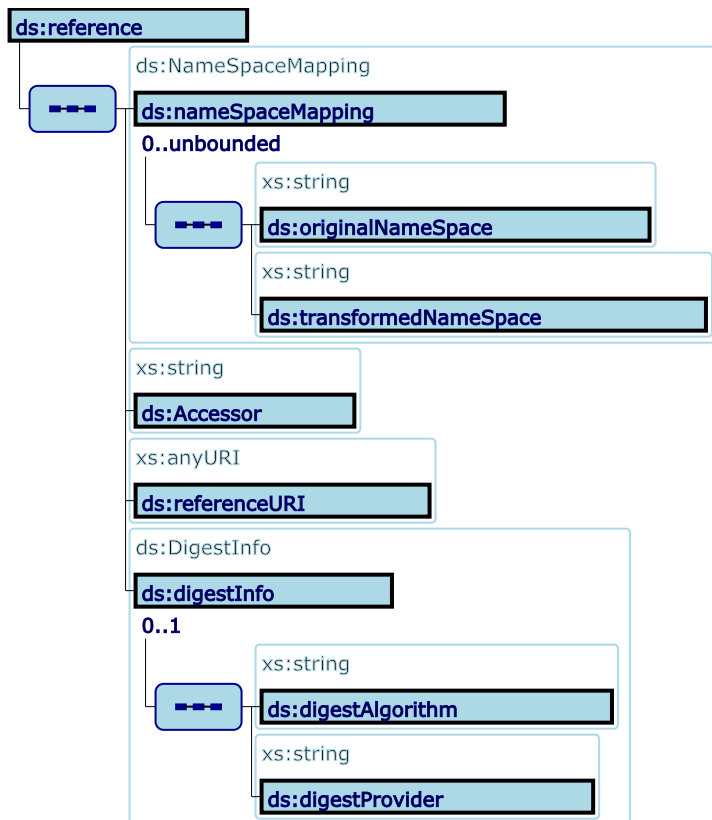 ds:reference
ds:NameSpaceMapping
ds:nameSpaceMapping
0..unbounded
xs:string
ds:originalNameSpace
xs:string
ds:transformedNameSpace
xs:string
ds:Accessor
xs:anyURI
ds:referenceURI
ds:DigestInfo
ds:digestInfo
0..1
xs:string
ds:digestAlgorithm
xs:string
ds:digestProvider